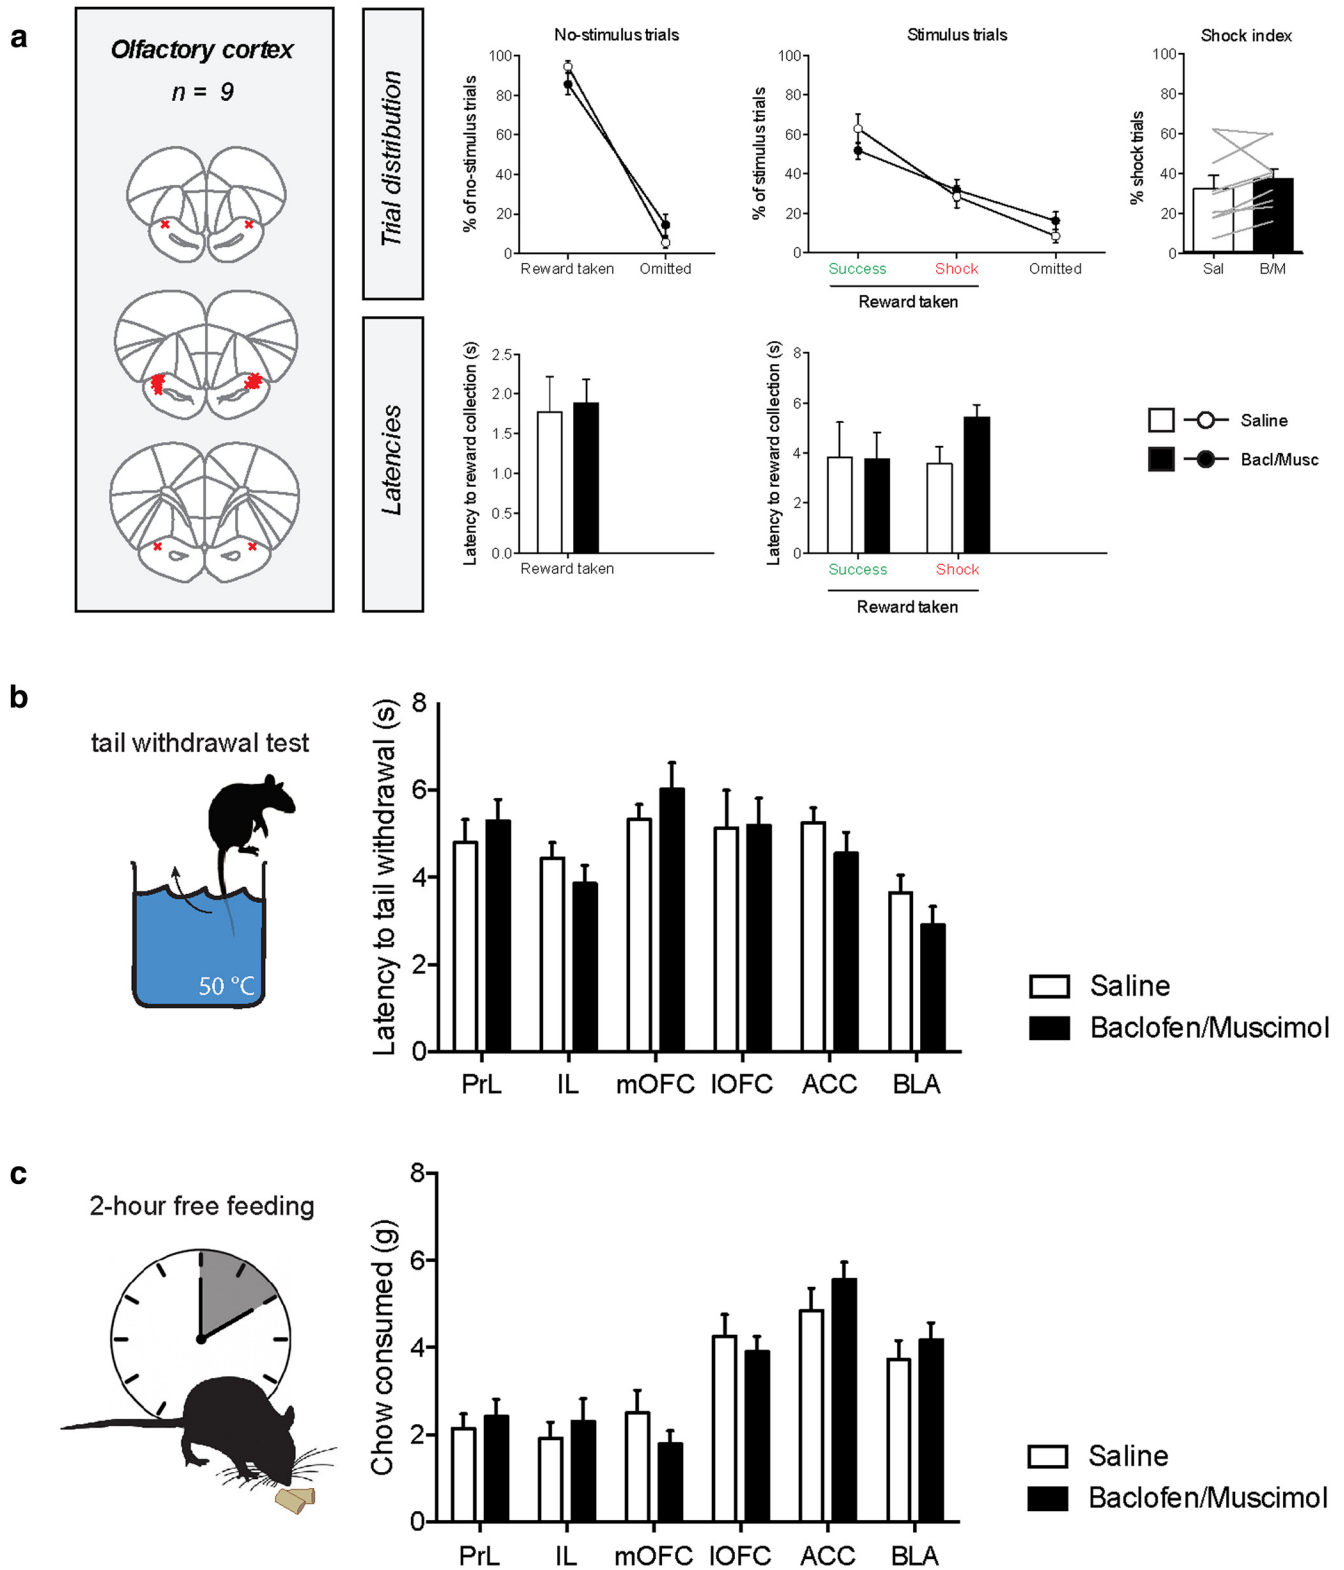 a
Olfactory cortex
n = 9
Trial distribution
Latencies
No-stimulus trials
% of no-stimulus trials
100
80
60
40
20
0
Reward taken
Omitted
Stimulus trials
% of stimulus trials
100
80
60
40
20
0
Success
Shock
Omitted
Reward taken
Shock index
% shock trials
100
80
60
40
20
0
Sal
B/M
Latency to reward collection (s)
2.5
2.0
1.5
1.0
0.5
0.0
Reward taken
Latency to reward collection (s)
8
6
4
2
0
Success
Shock
Reward taken
Saline
Bacl/Musc
b
tail withdrawal test
50 °C
Latency to tail withdrawal (s)
8
6
4
2
0
PrL
IL
mOFC
lOFC
ACC
BLA
Saline
Baclofen/Muscimol
c
2-hour free feeding
Chow consumed (g)
8
6
4
2
0
PrL
IL
mOFC
lOFC
ACC
BLA
Saline
Baclofen/Muscimol